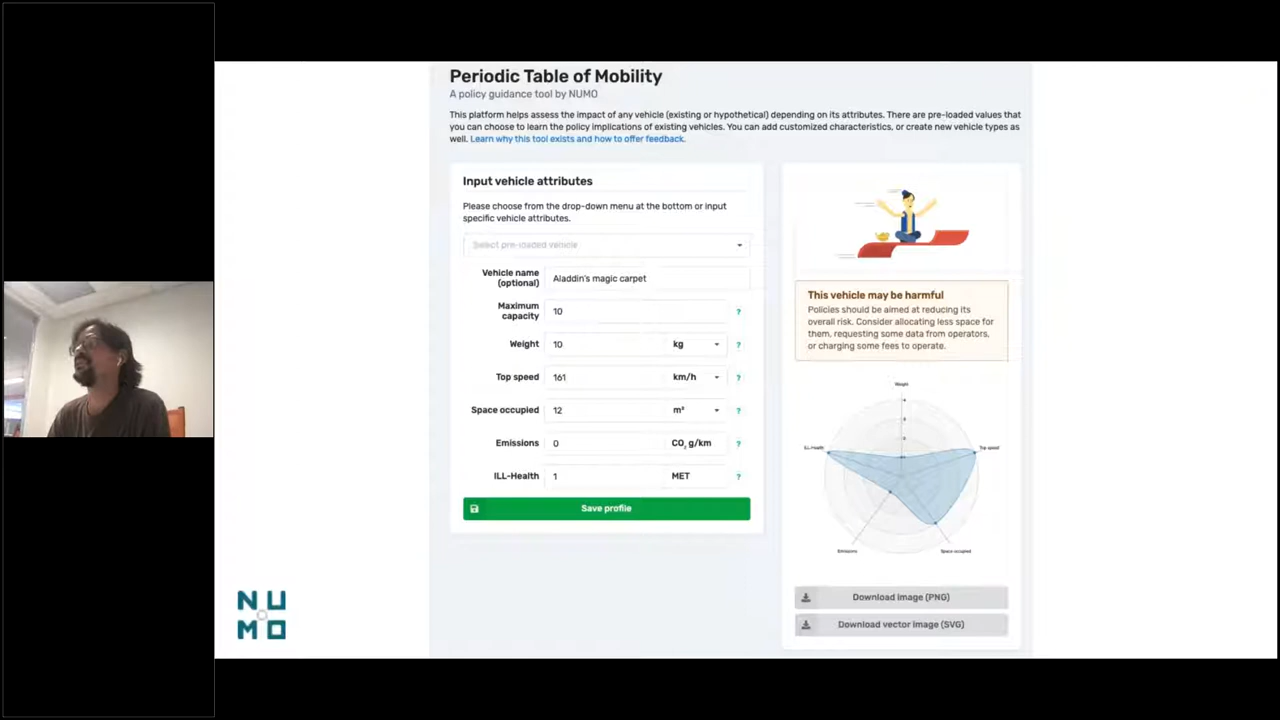 Periodic Table of Mobility
A policy guidance tool by NUMO
This platform helps assess the impact of any vehicle (existing or hypothetical) depending on its attributes. There are pre-loaded values that
you can choose to learn the policy implications of existing vehicles. You can add customized characteristics, or create new vehicle types as
well. Learn why this tool exists and how to offer feedback.
Input vehicle attributes
Please choose from the drop-down menu at the bottom or input
specific vehicle attributes.
Select pre-loaded vehicle
Vehicle name
(optional)
Aladdin's magic carpet
Maximum
capacity
10
?
Weight 10 kg ?
Top speed 161 km/h ?
Space occupied 12 m² ?
Emissions 0 CO₂ g/km ?
ILL-Health 1 MET ?
Save profile
This vehicle may be harmful
Policies should be aimed at reducing its
overall risk. Consider allocating less space for
them, requesting some data from operators,
or charging some fees to operate.
Weight
ILL-Health
Top speed
Emissions
Space occupied
Download image (PNG)
Download vector image (SVG)
NU
MO